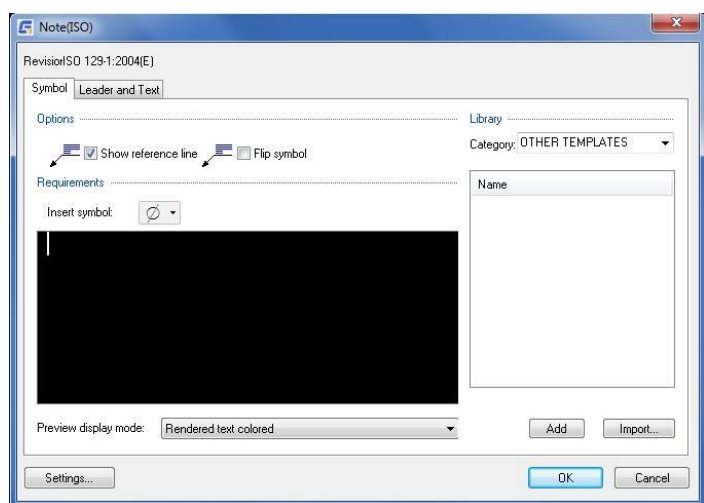 Note(ISO)
RevisionISO 129-1:2004(E)
Symbol
Leader and Text
Options
Show reference line
Flip symbol
Requirements
Insert symbol:
Preview display mode:
Rendered text colored
Library
Category:
OTHER TEMPLATES
Name
Add
Import...
Settings...
OK
Cancel